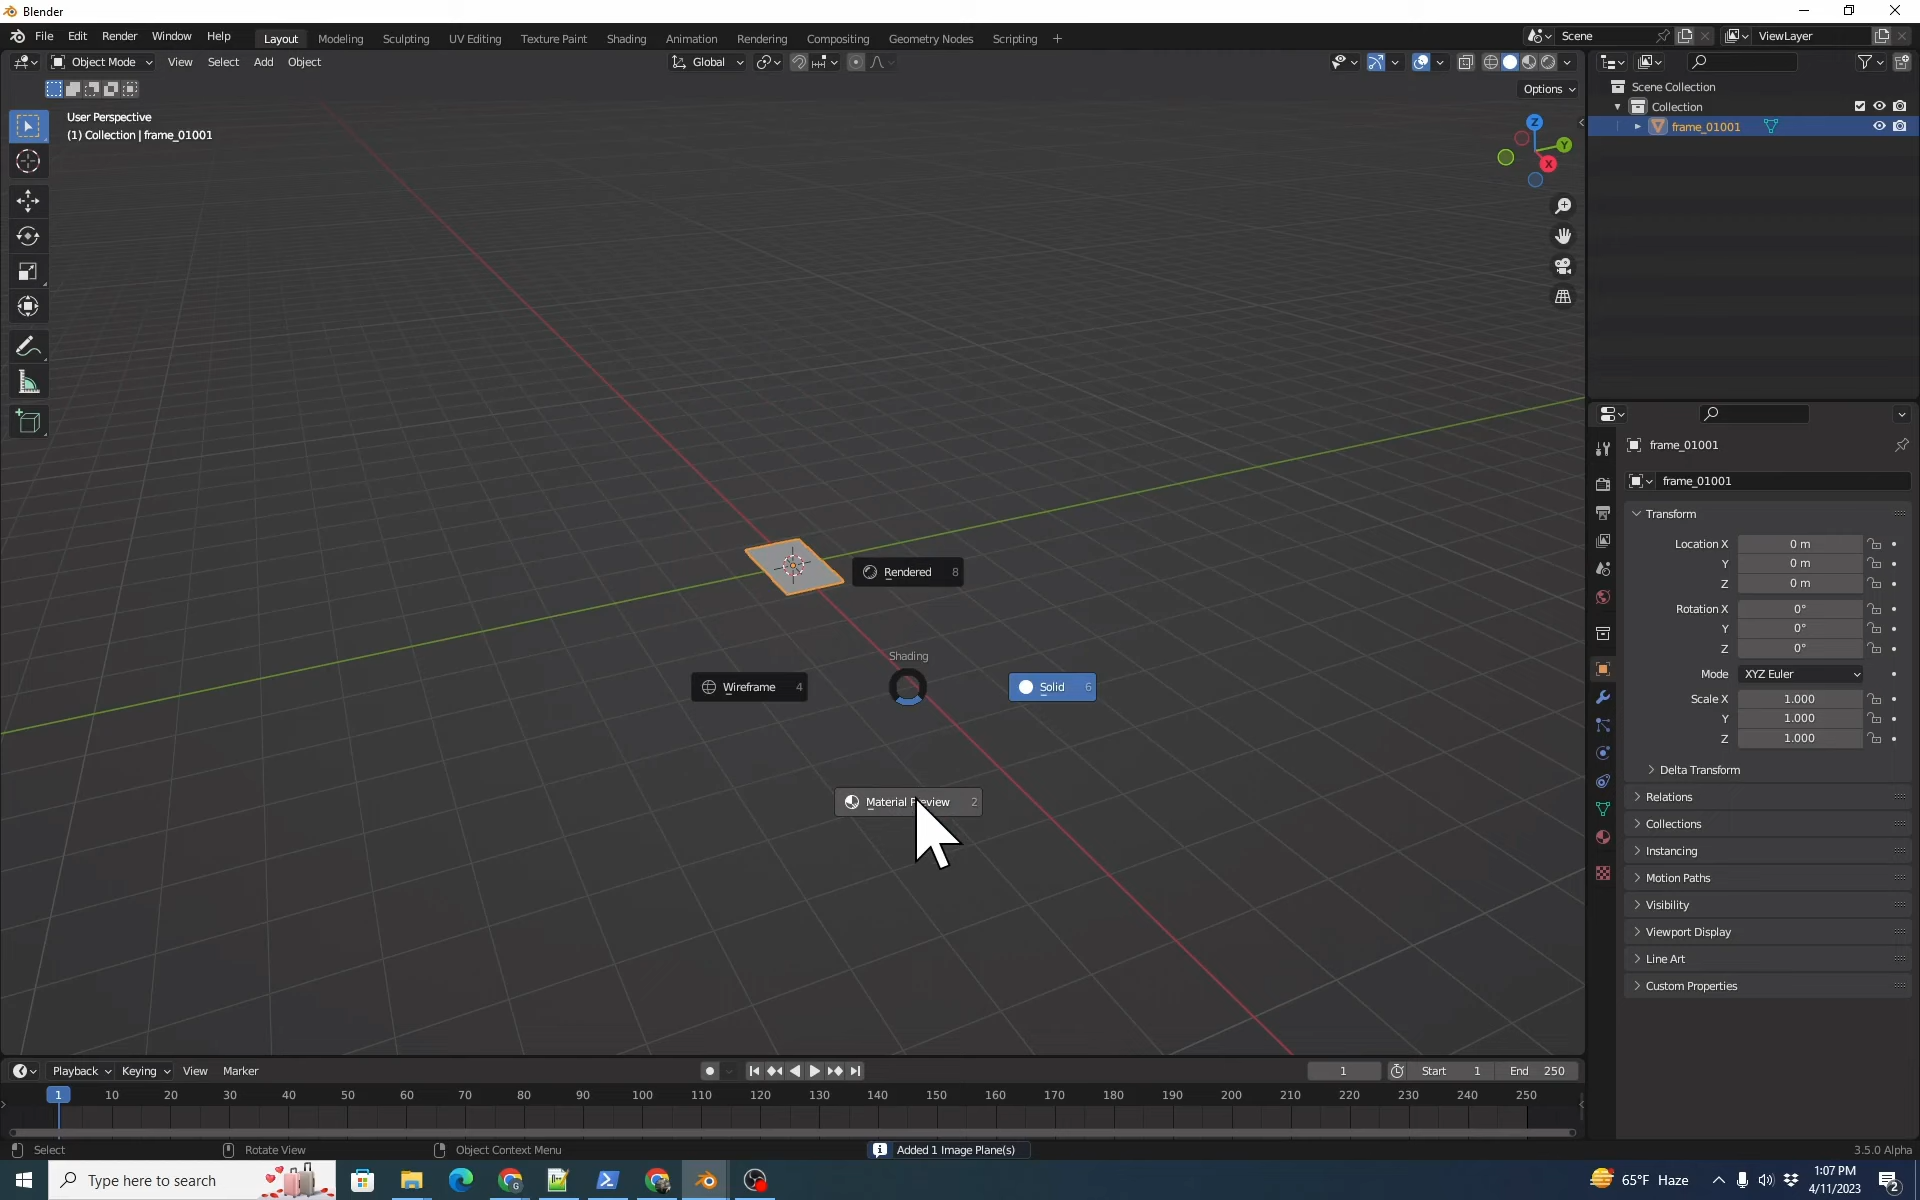 Blender
File Edit Render Window Help Layout Modeling Sculpting UV Editing Texture Paint Shading Animation Rendering Compositing Geometry Nodes Scripting + Scene ViewLayer
Object Mode View Select Add Object Global
Options
User Perspective
(1) Collection | frame_01001
Z
Y
X
Scene Collection
Collection
frame_01001
Rendered 8
Shading
Wireframe 4
Solid 6
Material P eview 2
frame_01001
frame_01001
Transform
Location X 0 m
Y 0 m
Z 0 m
Rotation X 0°
Y 0°
Z 0°
Mode XYZ Euler
Scale X 1.000
Y 1.000
Z 1.000
Delta Transform
Relations
Collections
Instancing
Motion Paths
Visibility
Viewport Display
Line Art
Custom Properties
Playback Keying View Marker 1 Start 1 End 250
1 10 20 30 40 50 60 70 80 90 100 110 120 130 140 150 160 170 180 190 200 210 220 230 240 250
Select Rotate View Object Context Menu Added 1 Image Plane(s) 3.5.0 Alpha
Type here to search 65°F Haze 1:07 PM
4/11/2023 2